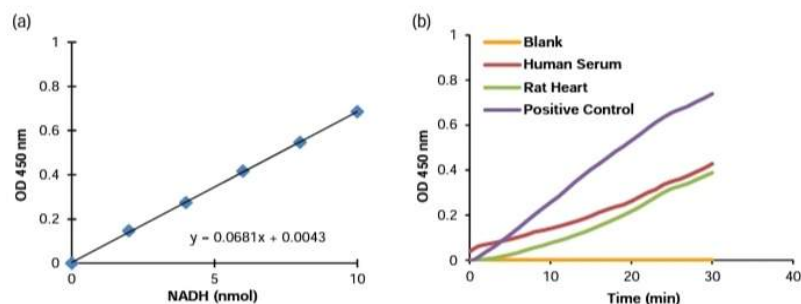 (a)
1
0.8
0.6
0.4
0.2
0
OD 450 nm
y = 0.0681x + 0.0043
0 5 10
NADH (nmol)
(b)
1
0.8
0.6
0.4
0.2
0
OD 450 nm
Blank
Human Serum
Rat Heart
Positive Control
0 10 20 30 40
Time (min)